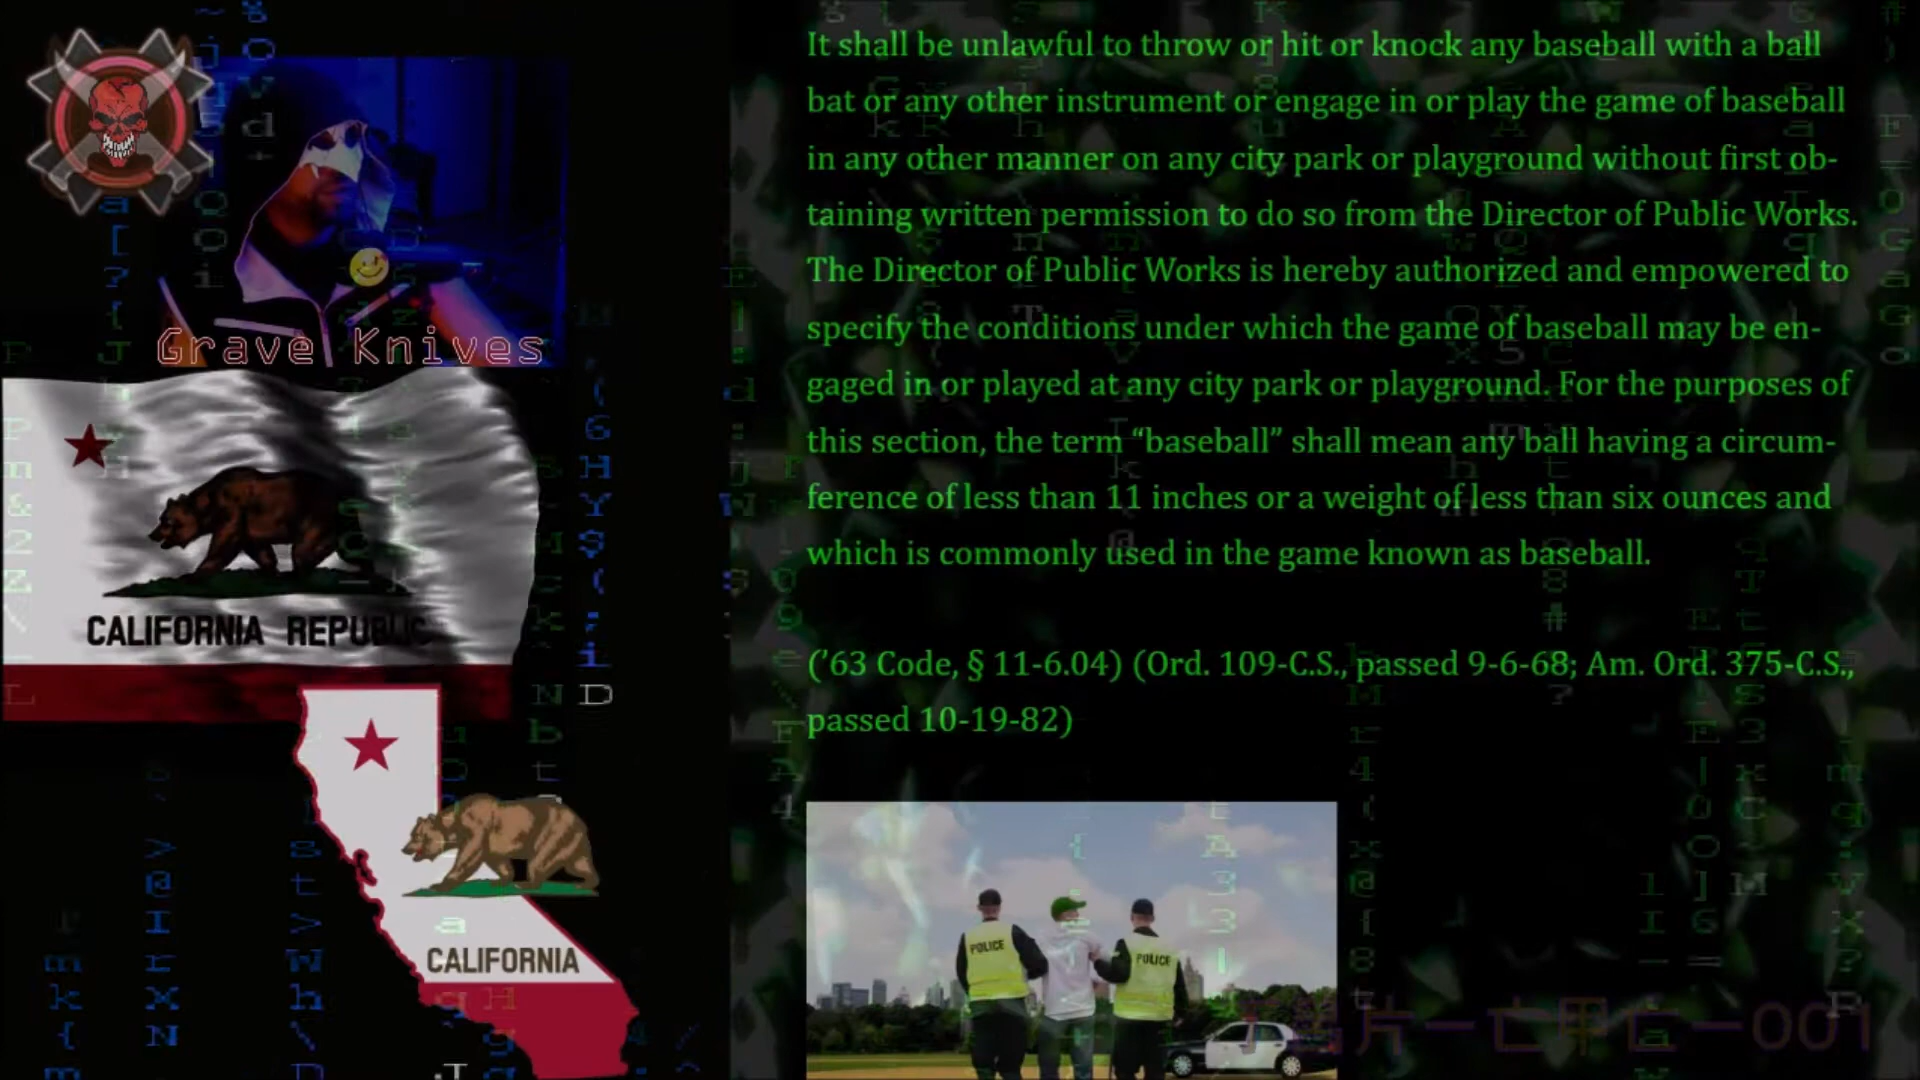 It shall be unlawful to throw or hit or knock any baseball with a ball
bat or any other instrument or engage in or play the game of baseball
in any other manner on any city park or playground without first ob-
taining written permission to do so from the Director of Public Works.
The Director of Public Works is hereby authorized and empowered to
specify the conditions under which the game of baseball may be en-
gaged in or played at any city park or playground. For the purposes of
this section, the term “baseball” shall mean any ball having a circum-
ference of less than 11 inches or a weight of less than six ounces and
which is commonly used in the game known as baseball.
(’63 Code, § 11-6.04) (Ord. 109-C.S., passed 9-6-68; Am. Ord. 375-C.S.,
passed 10-19-82)
Grave Knives
CALIFORNIA REPUBLIC
CALIFORNIA
POLICE
POLICE